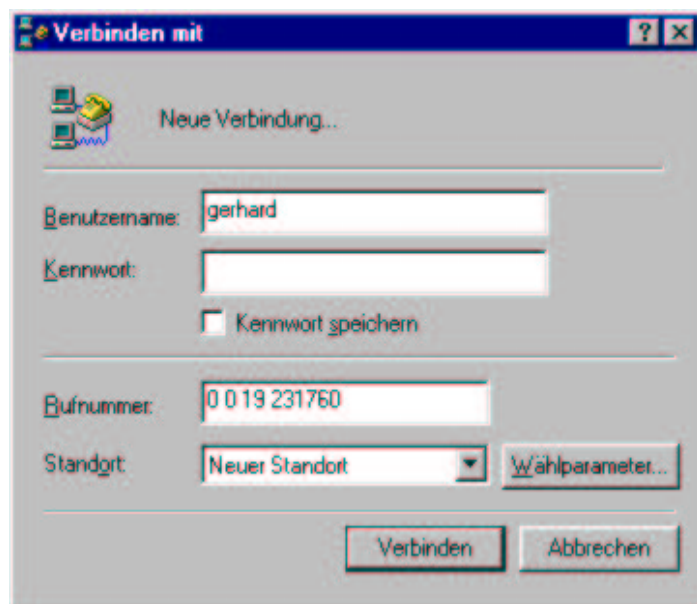 Verbinden mit
Neue Verbindung...
Benutzername: gerhard
Kennwort:
Kennwort speichern
Rufnummer: 0 0 19 231760
Standort: Neuer Standort Wählparameter...
Verbinden Abbrechen